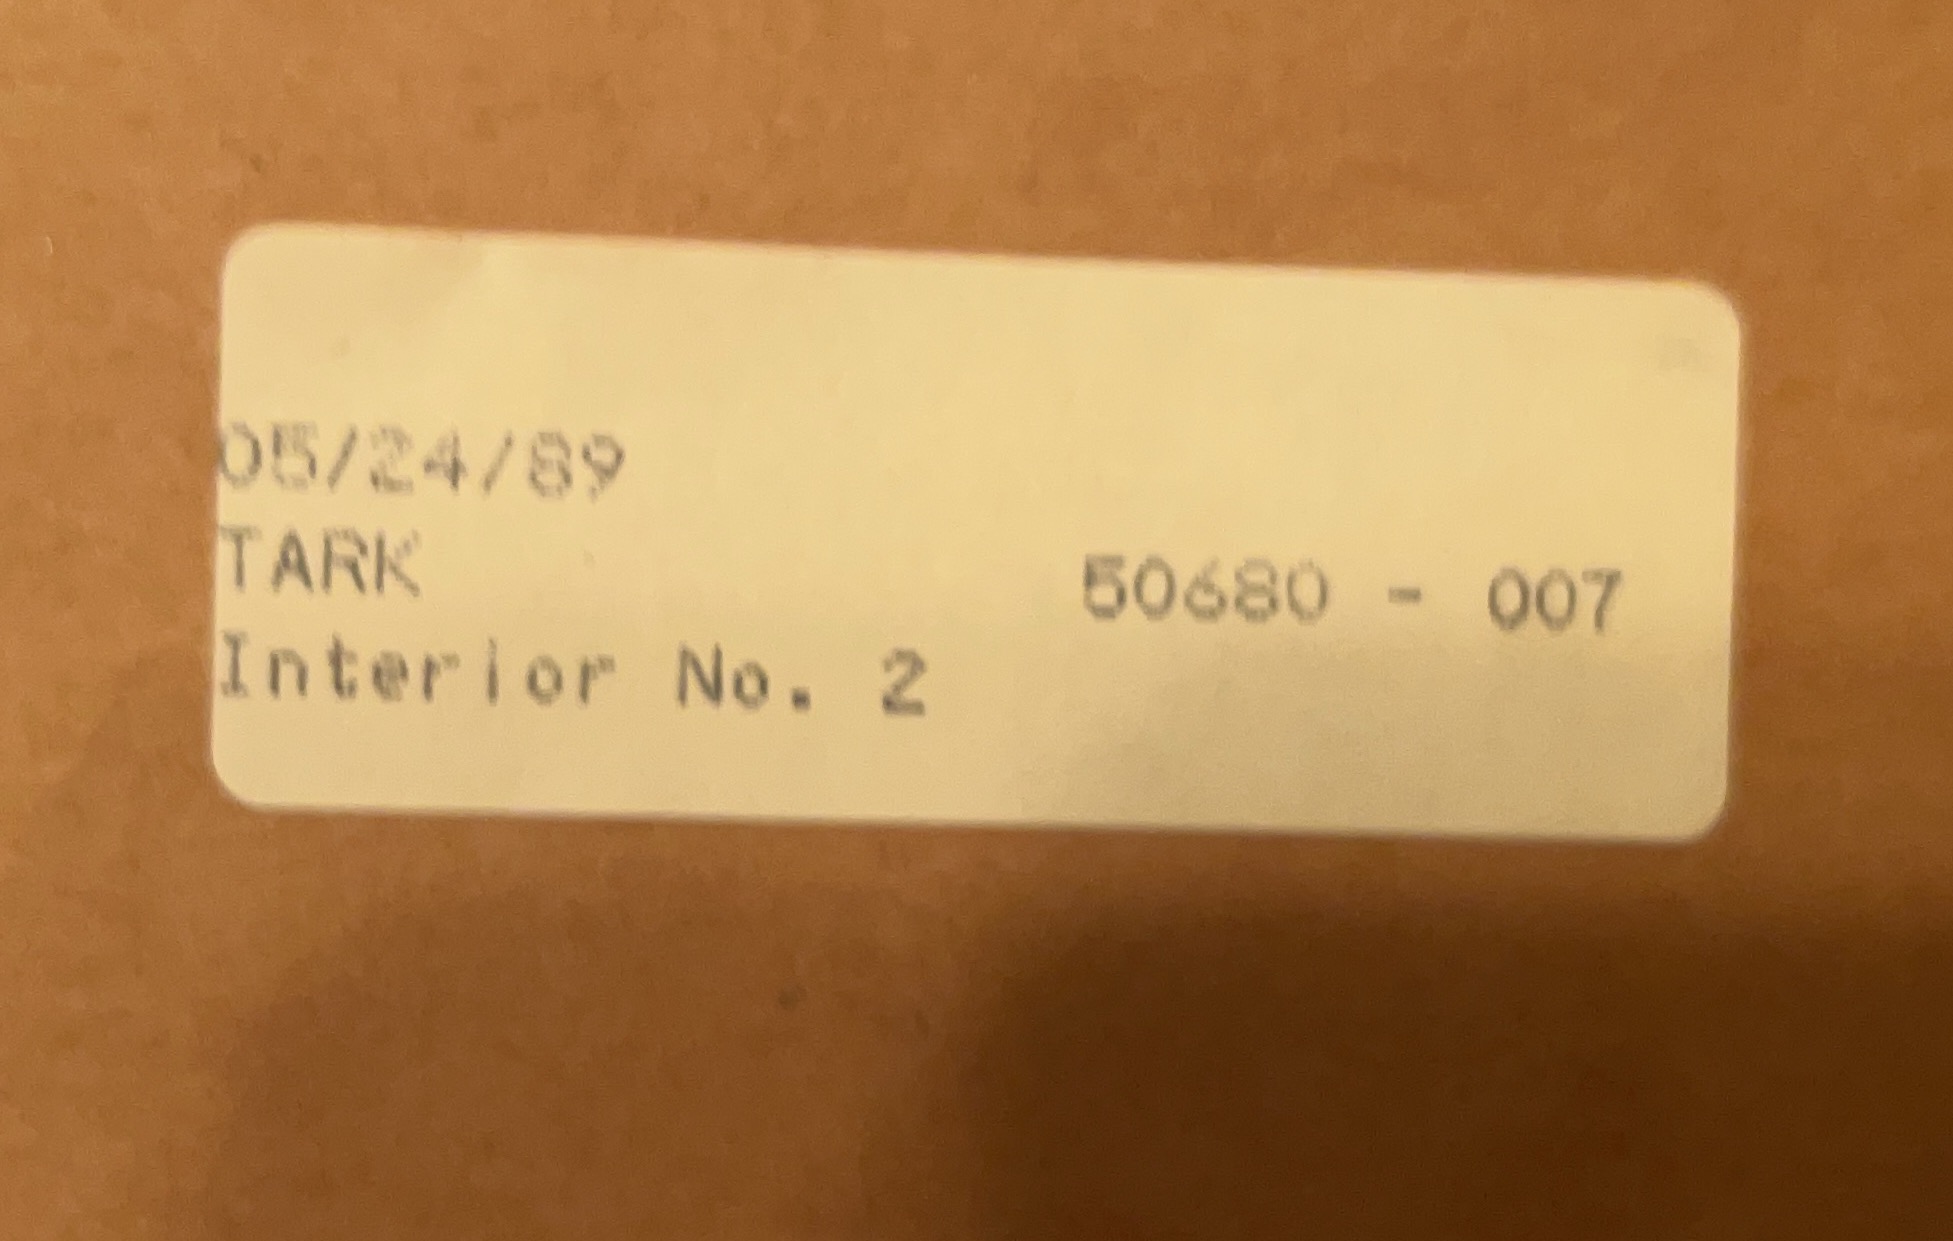 05/24/89
TARK
50680 - 007
Interior No. 2